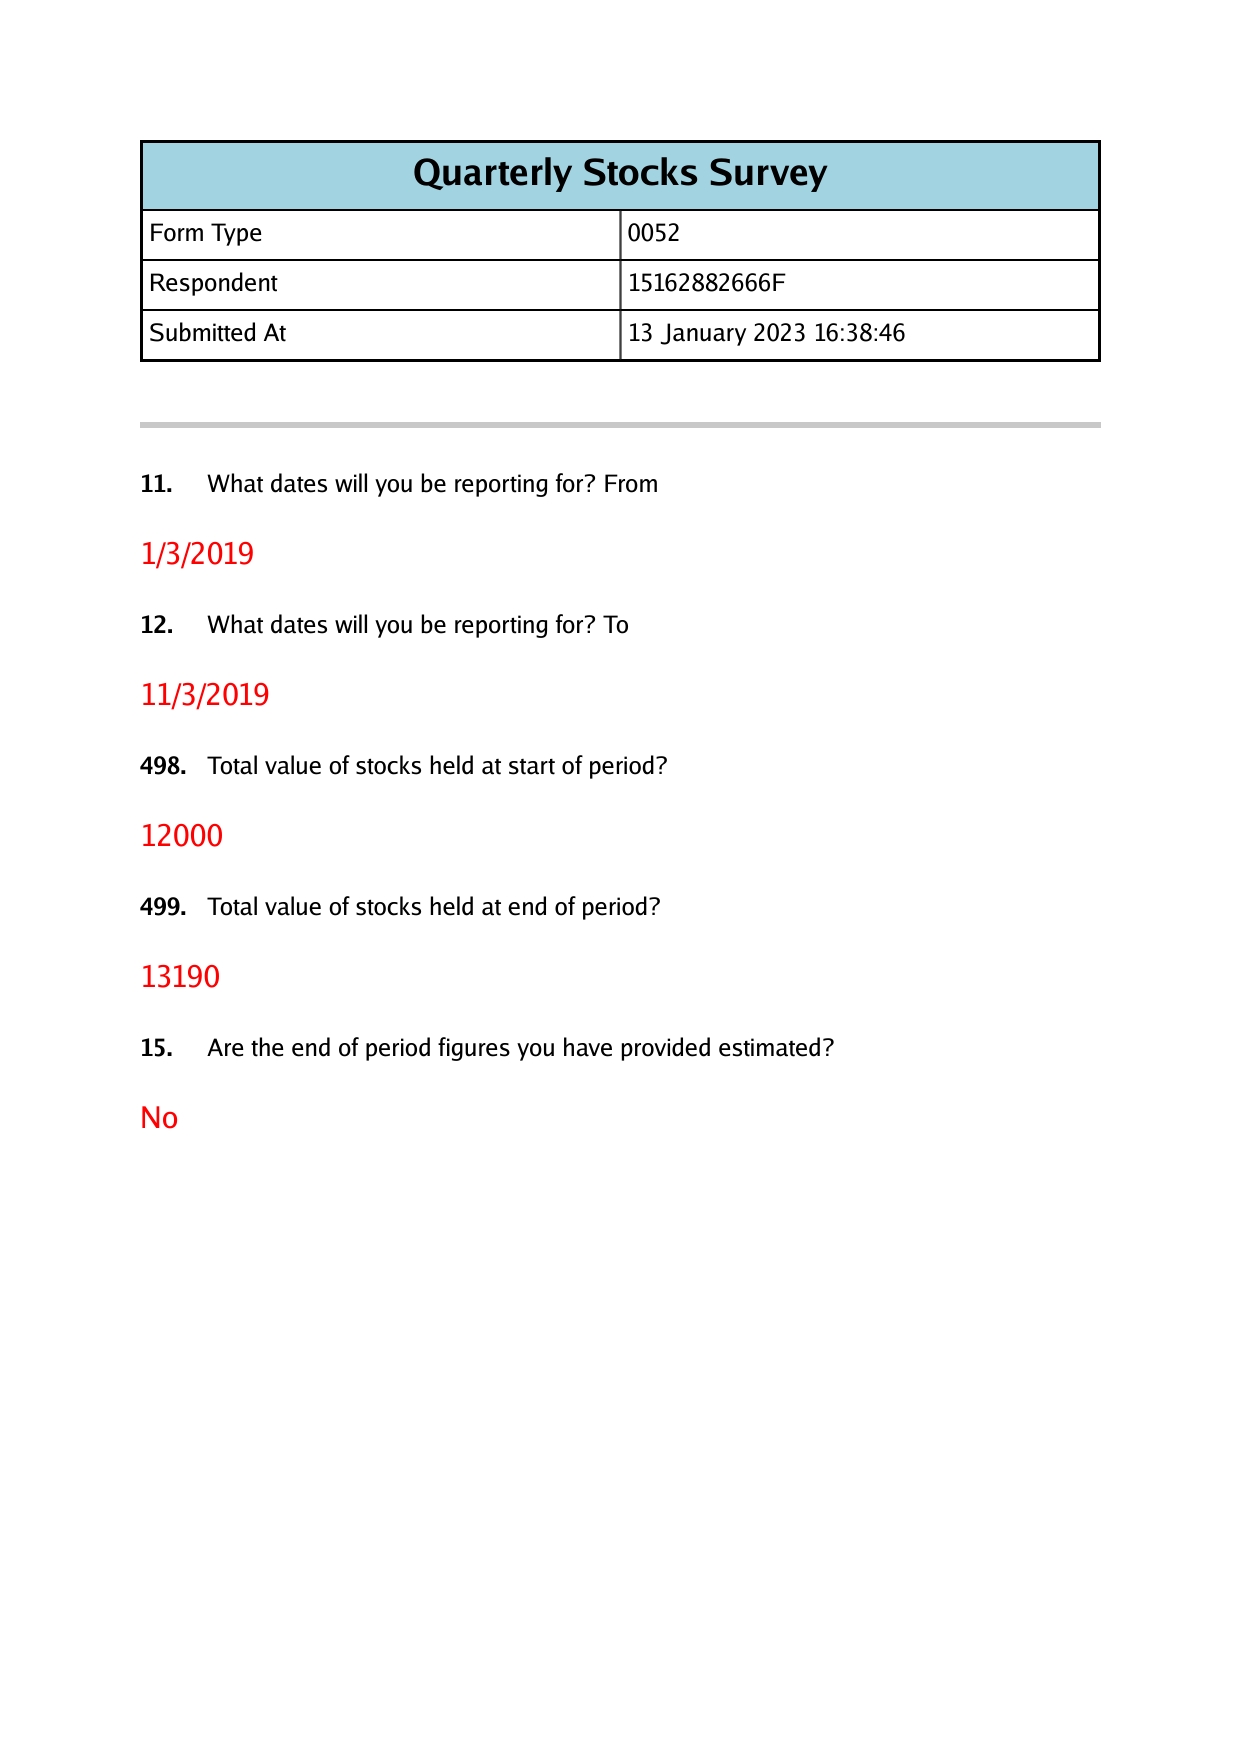 Quarterly Stocks Survey
Form Type 0052
Respondent 15162882666F
Submitted At 13 January 2023 16:38:46
11. What dates will you be reporting for? From
1/3/2019
12. What dates will you be reporting for? To
11/3/2019
498. Total value of stocks held at start of period?
12000
499. Total value of stocks held at end of period?
13190
15. Are the end of period figures you have provided estimated?
No